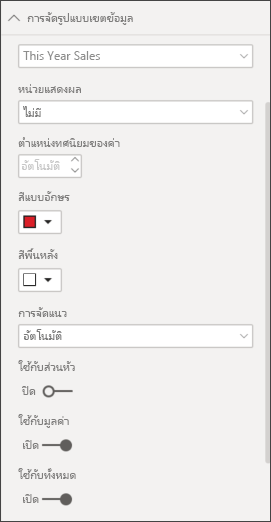 การจัดรูปแบบเขตข้อมูล
This Year Sales
หน่วยแสดงผล
ไม่มี
ตำแหน่งทศนิยมของค่า
อัตโนมัติ
สีแบบอักษร
สีพื้นหลัง
การจัดแนว
อัตโนมัติ
ใช้กับส่วนหัว
ปิด
ใช้กับมูลค่า
เปิด
ใช้กับทั้งหมด
เปิด